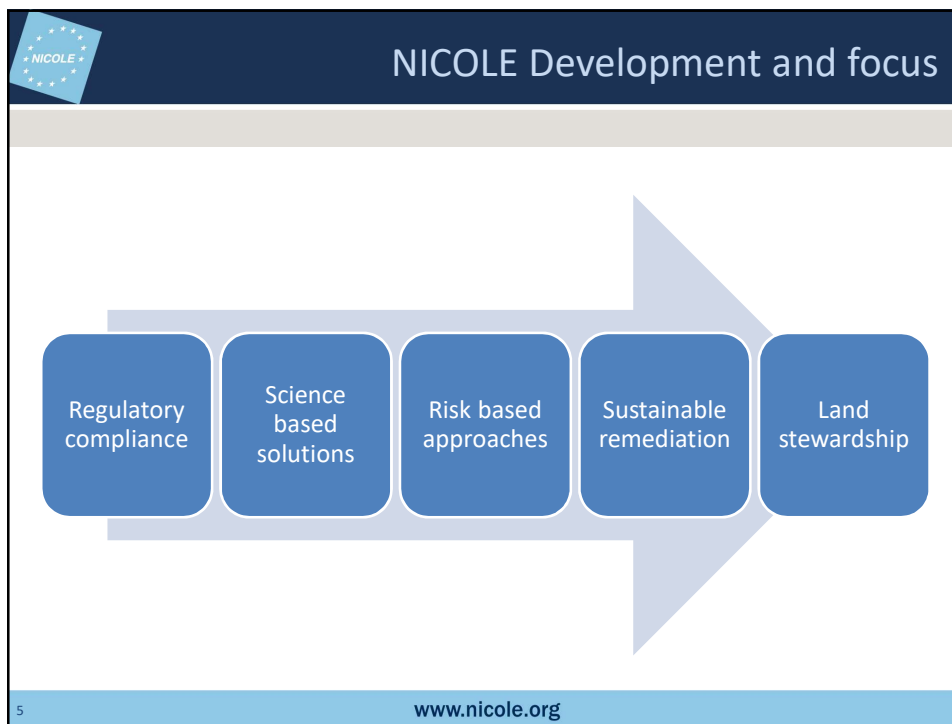 NICOLE
NICOLE Development and focus
Regulatory
compliance
Science
based
solutions
Risk based
approaches
Sustainable
remediation
Land
stewardship
5
www.nicole.org